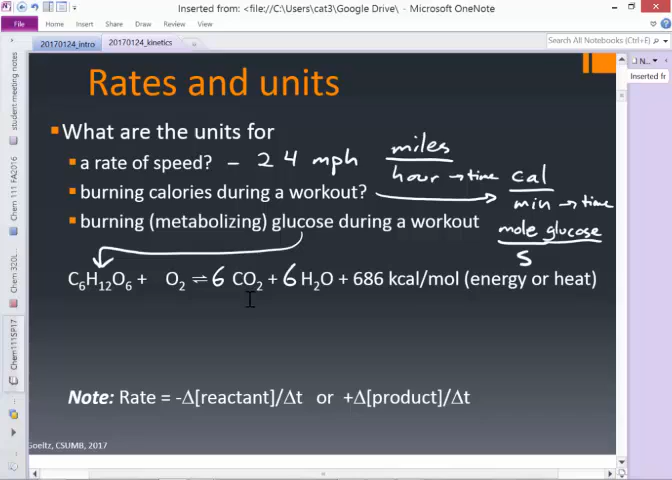 Inserted from <file://C:\Users\cat3\Google Drive\ - Microsoft OneNote
File Home Insert Draw History Review View
20170124_intro 20170124_kinetics
Search All Notebooks (Ctrl+E)
N...
Inserted fr
student meeting notes
Chem 111 FA2016
Chem 320L
Chem111SP17
Rates and units
What are the units for
a rate of speed? - 24 mph miles
hour → time
burning calories during a workout? cal
min → time
burning (metabolizing) glucose during a workout mole glucose
s
C6H12O6 + O2 ⇌ 6 CO2 + 6 H2O + 686 kcal/mol (energy or heat)
Note: Rate = -Δ[reactant]/Δt or +Δ[product]/Δt
Goeltz, CSUMB, 2017